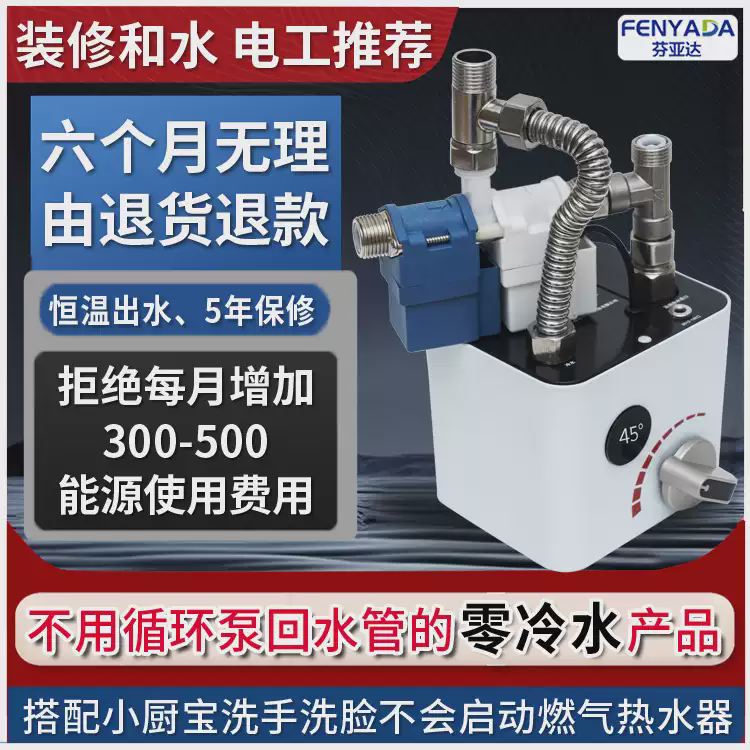 装修和水 电工推荐
FENYADA
芬亚达
六个月无理
由退货退款
恒温出水、5年保修
拒绝每月增加
300-500
能源使用费用
45°
不用循环泵回水管的零冷水产品
搭配小厨宝洗手洗脸不会启动燃气热水器